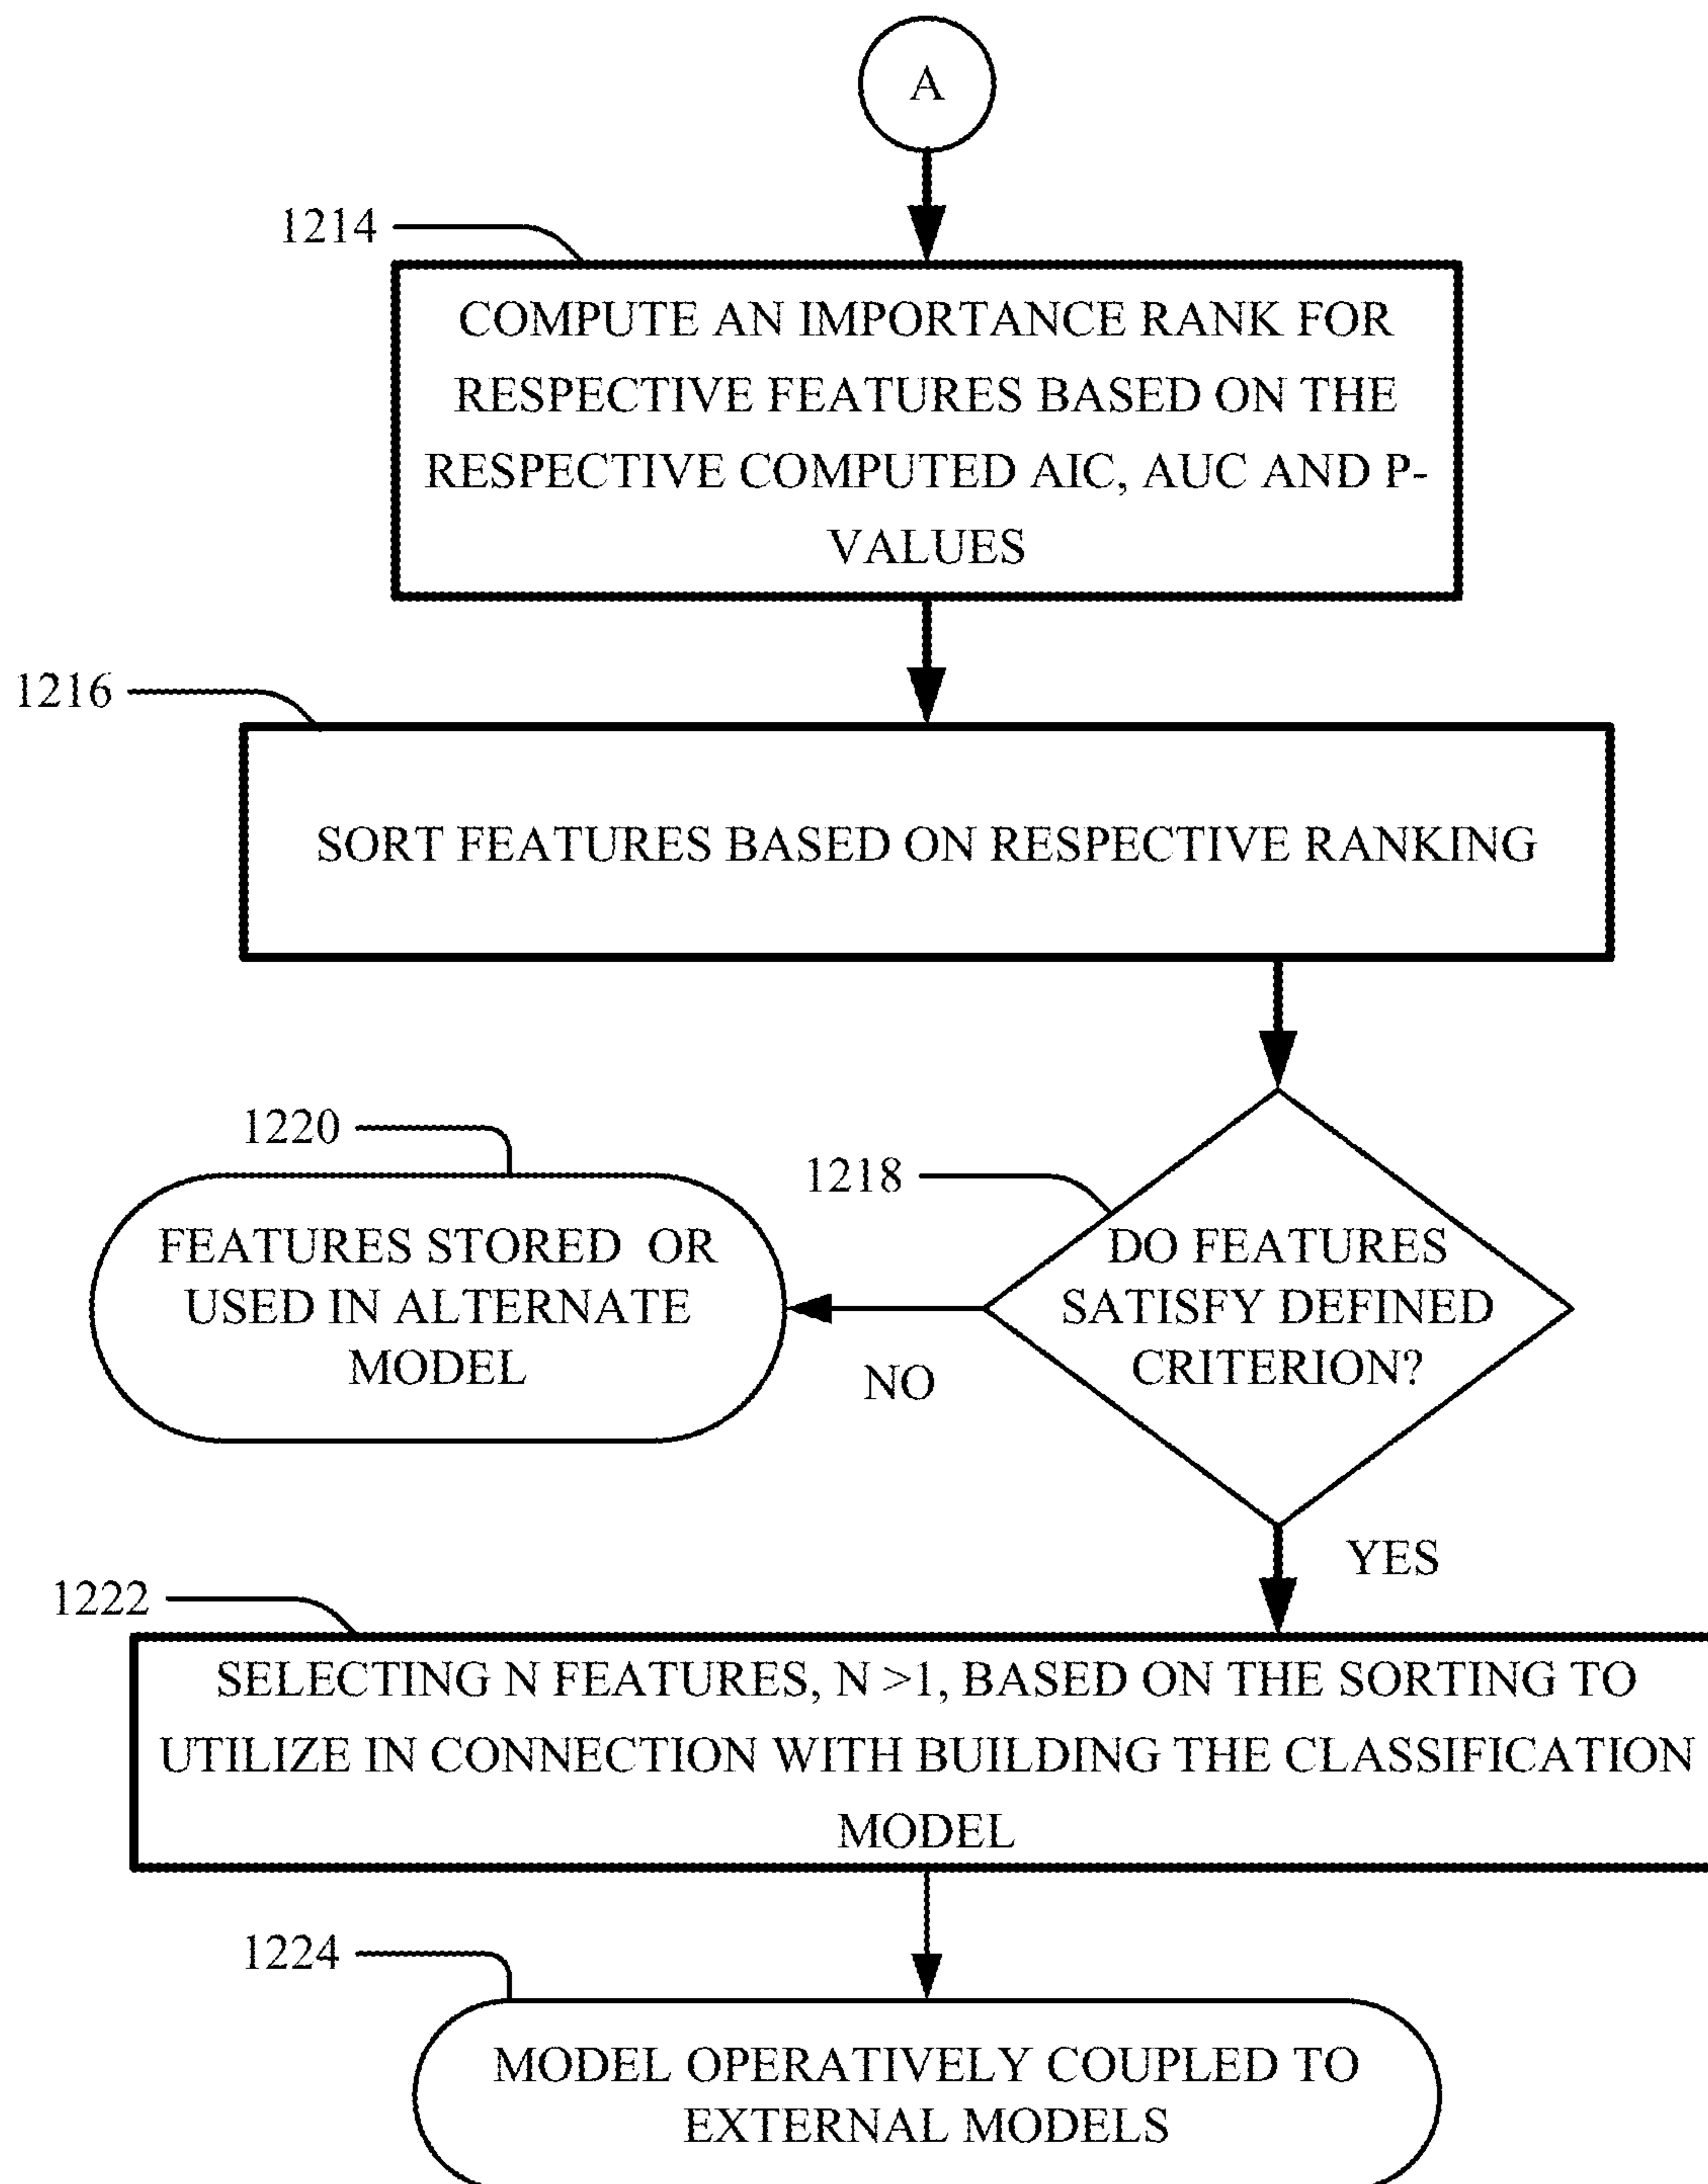 A
1214
COMPUTE AN IMPORTANCE RANK FOR
RESPECTIVE FEATURES BASED ON THE
RESPECTIVE COMPUTED AIC, AUC AND P-
VALUES
1216
SORT FEATURES BASED ON RESPECTIVE RANKING
1220
FEATURES STORED OR
USED IN ALTERNATE
MODEL
1218
DO FEATURES
SATISFY DEFINED
CRITERION?
NO
YES
1222
SELECTING N FEATURES, N >1, BASED ON THE SORTING TO
UTILIZE IN CONNECTION WITH BUILDING THE CLASSIFICATION
MODEL
1224
MODEL OPERATIVELY COUPLED TO
EXTERNAL MODELS